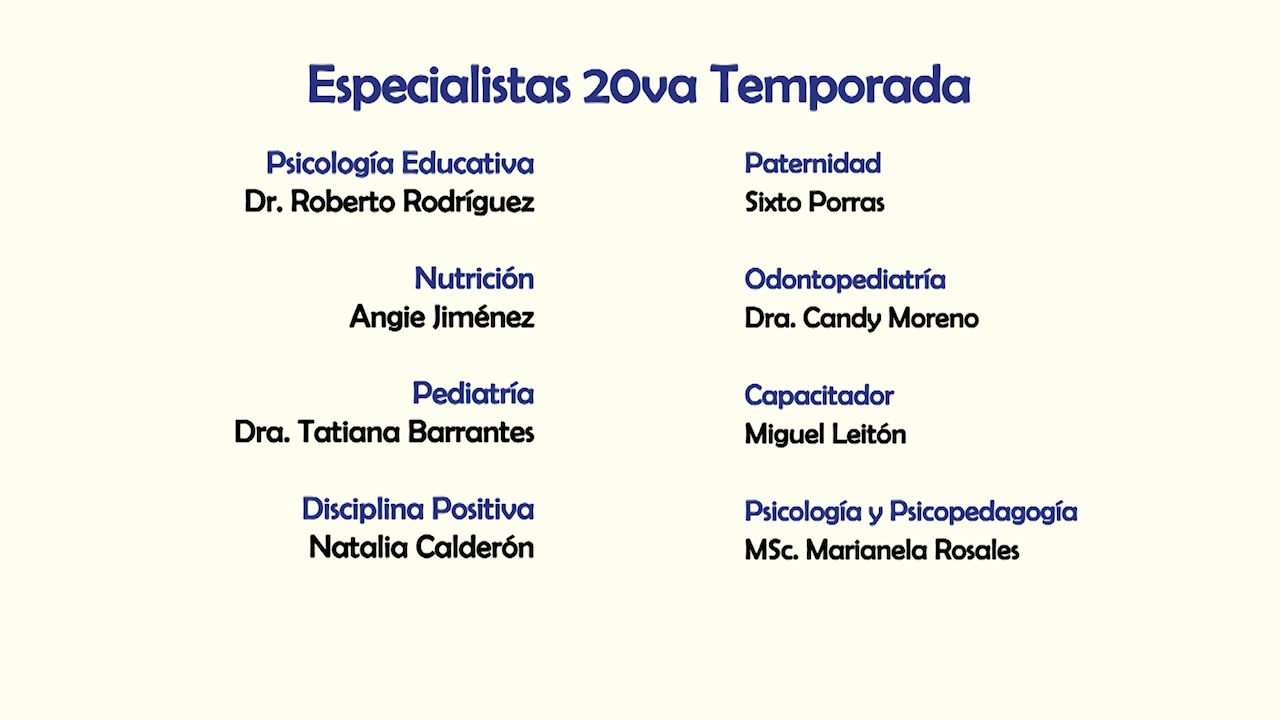 Especialistas 20va Temporada
Psicología Educativa
Dr. Roberto Rodríguez
Nutrición
Angie Jiménez
Pediatría
Dra. Tatiana Barrantes
Disciplina Positiva
Natalia Calderón
Paternidad
Sixto Porras
Odontopediatría
Dra. Candy Moreno
Capacitador
Miguel Leitón
Psicología y Psicopedagogía
MSc. Marianela Rosales